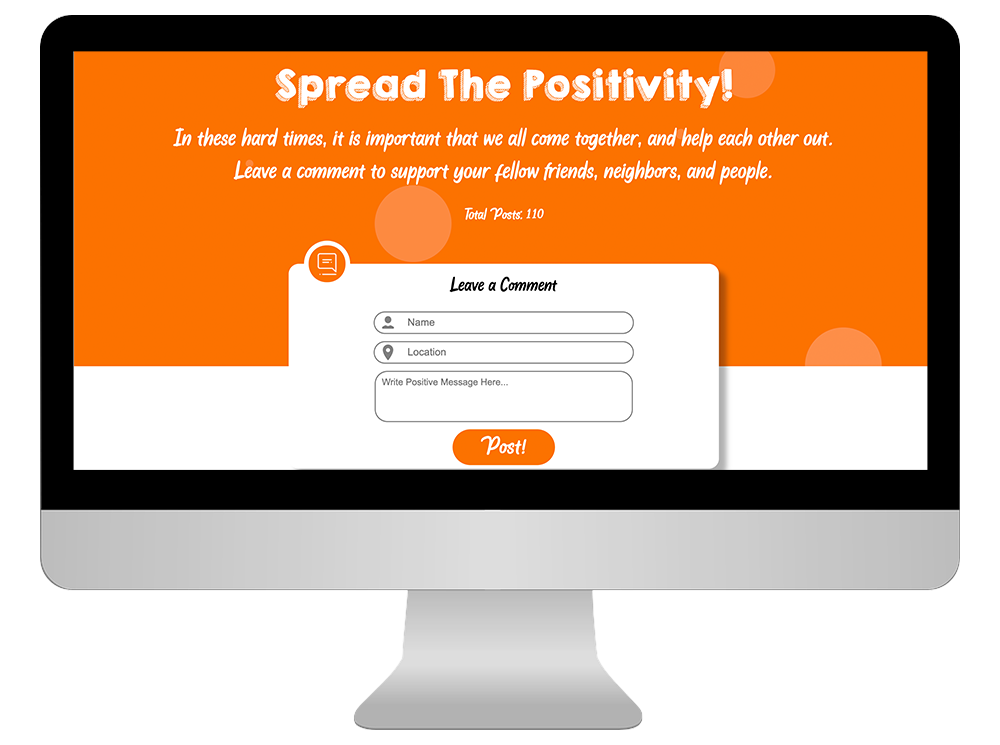 Spread The Positivity!
In these hard times, it is important that we all come together, and help each other out.
Leave a comment to support your fellow friends, neighbors, and people.
Total Posts: 110
Leave a Comment
Name
Location
Write Positive Message Here...
Post!